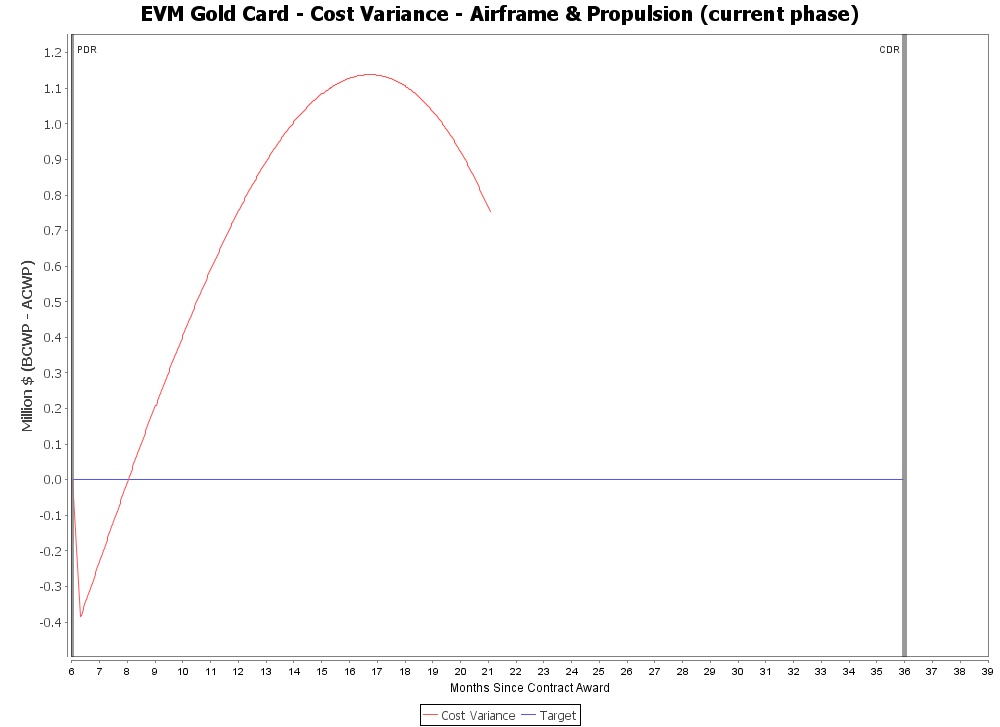 EVM Gold Card - Cost Variance - Airframe & Propulsion (current phase)
PDR
CDR
1.2
1.1
1.0
0.9
0.8
0.7
0.6
0.5
0.4
0.3
0.2
0.1
0.0
-0.1
-0.2
-0.3
-0.4
Million $ (BCWP - ACWP)
6 7 8 9 10 11 12 13 14 15 16 17 18 19 20 21 22 23 24 25 26 27 28 29 30 31 32 33 34 35 36 37 38 39
Months Since Contract Award
Cost Variance Target